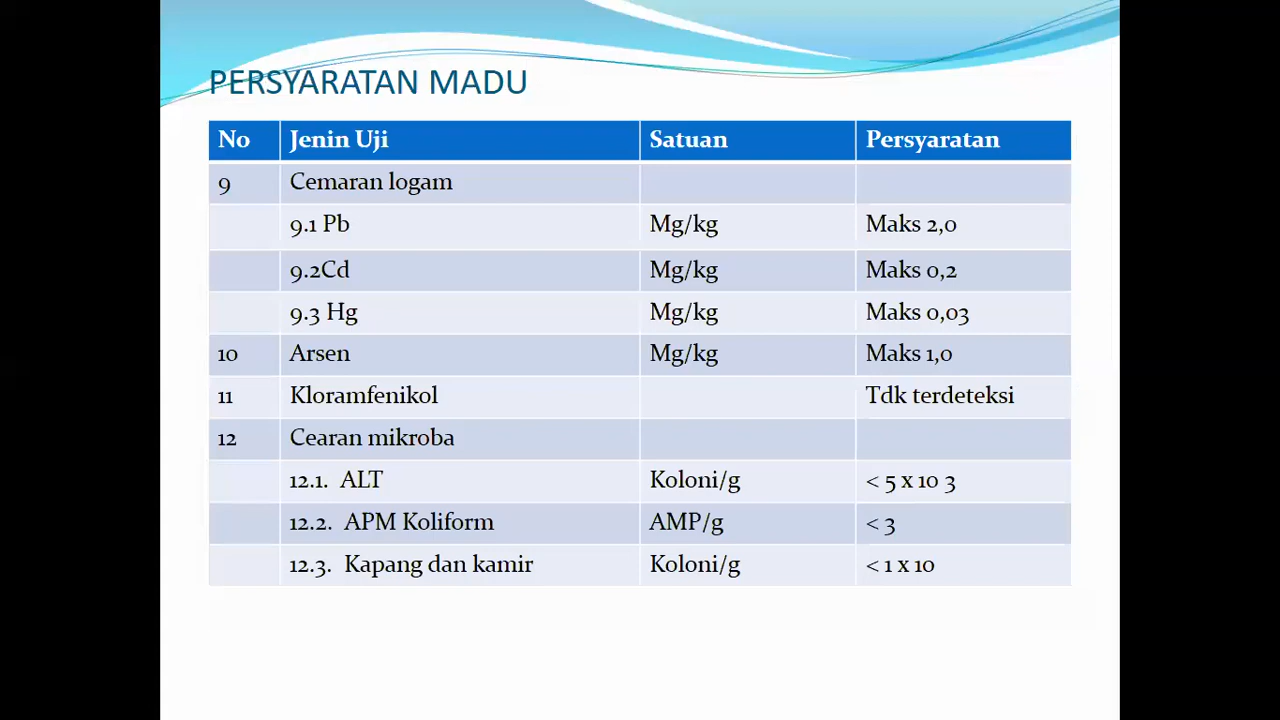 PERSYARATAN MADU
No Jenin Uji Satuan Persyaratan
9 Cemaran logam
9.1 Pb Mg/kg Maks 2,0
9.2Cd Mg/kg Maks 0,2
9.3 Hg Mg/kg Maks 0,03
10 Arsen Mg/kg Maks 1,0
11 Kloramfenikol Tdk terdeteksi
12 Cearan mikroba
12.1. ALT Koloni/g < 5 x 10 3
12.2. APM Koliform AMP/g < 3
12.3. Kapang dan kamir Koloni/g < 1 x 10